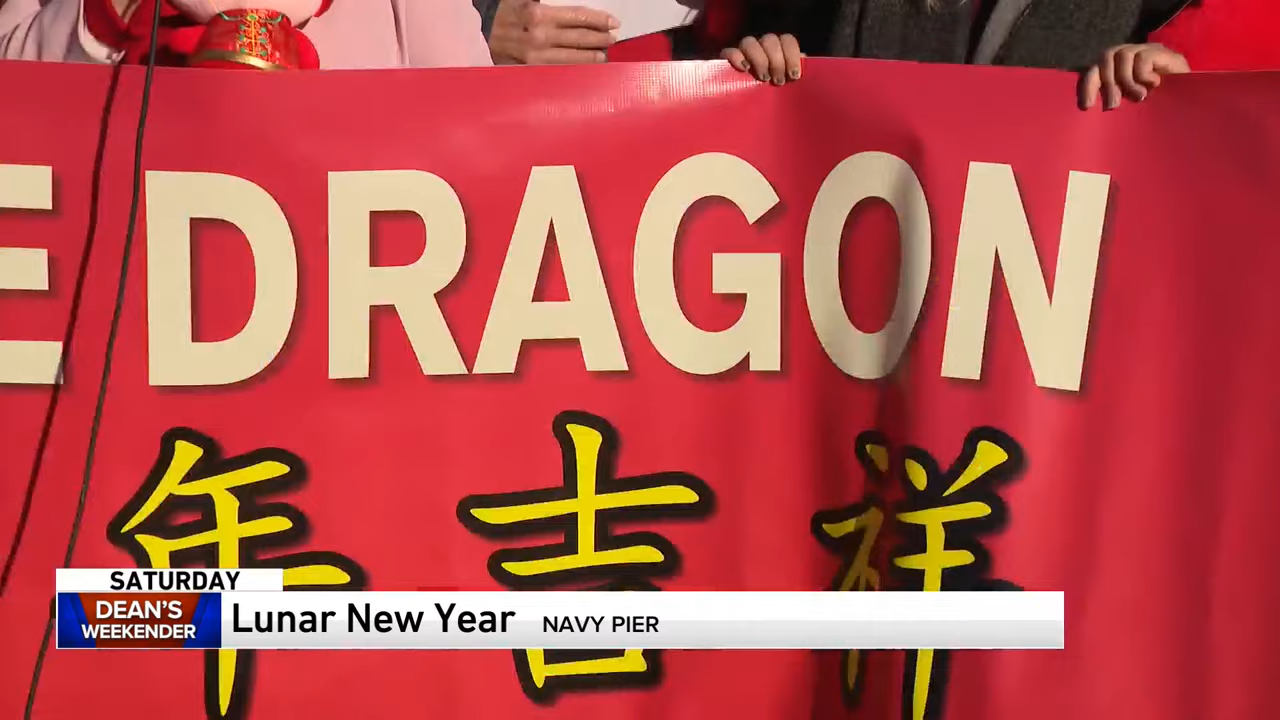 E DRAGON
年吉祥
SATURDAY
DEAN'S
WEEKENDER
Lunar New Year NAVY PIER